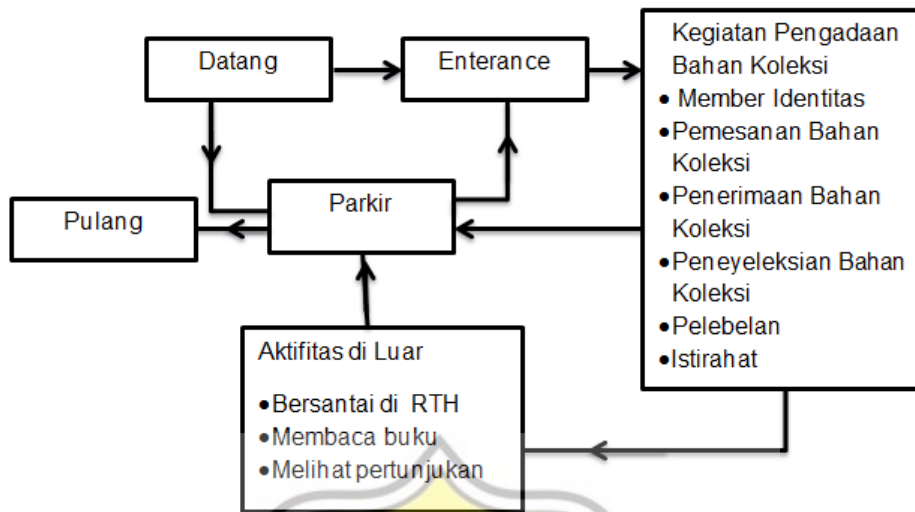 Datang
Enterance
Kegiatan Pengadaan
Bahan Koleksi
• Member Identitas
•Pemesanan Bahan
Koleksi
•Penerimaan Bahan
Koleksi
•Peneyeleksian Bahan
Koleksi
•Pelebelan
•Istirahat
Parkir
Pulang
Aktifitas di Luar
•Bersantai di RTH
•Membaca buku
•Melihat pertunjukan